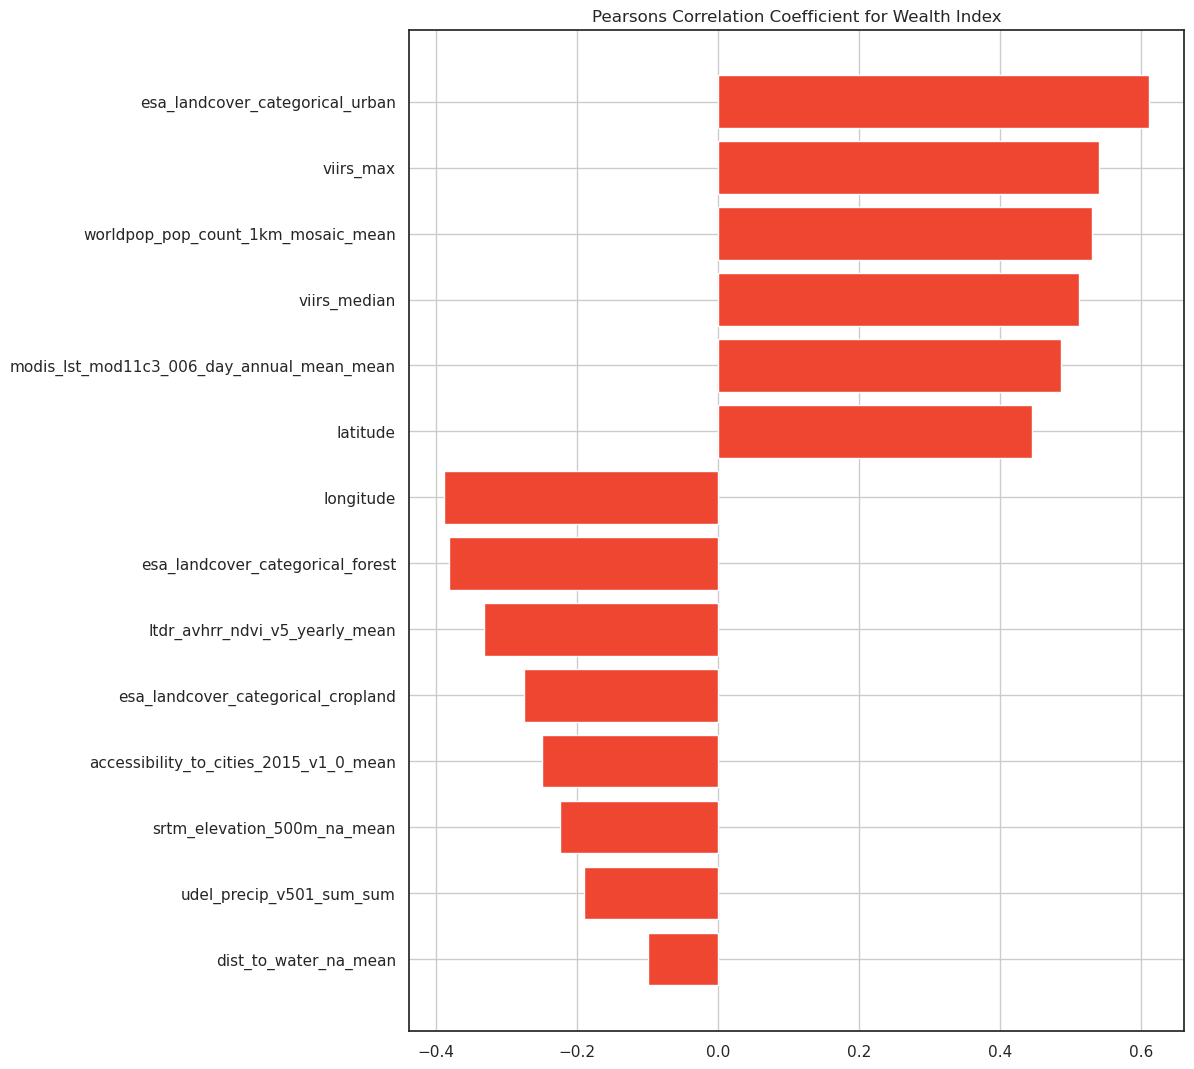 Pearsons Correlation Coefficient for Wealth Index
esa_landcover_categorical_urban
viirs_max
worldpop_pop_count_1km_mosaic_mean
viirs_median
modis_lst_mod11c3_006_day_annual_mean_mean
latitude
longitude
esa_landcover_categorical_forest
ltdr_avhrr_ndvi_v5_yearly_mean
esa_landcover_categorical_cropland
accessibility_to_cities_2015_v1_0_mean
srtm_elevation_500m_na_mean
udel_precip_v501_sum_sum
dist_to_water_na_mean
−0.4 −0.2 0.0 0.2 0.4 0.6